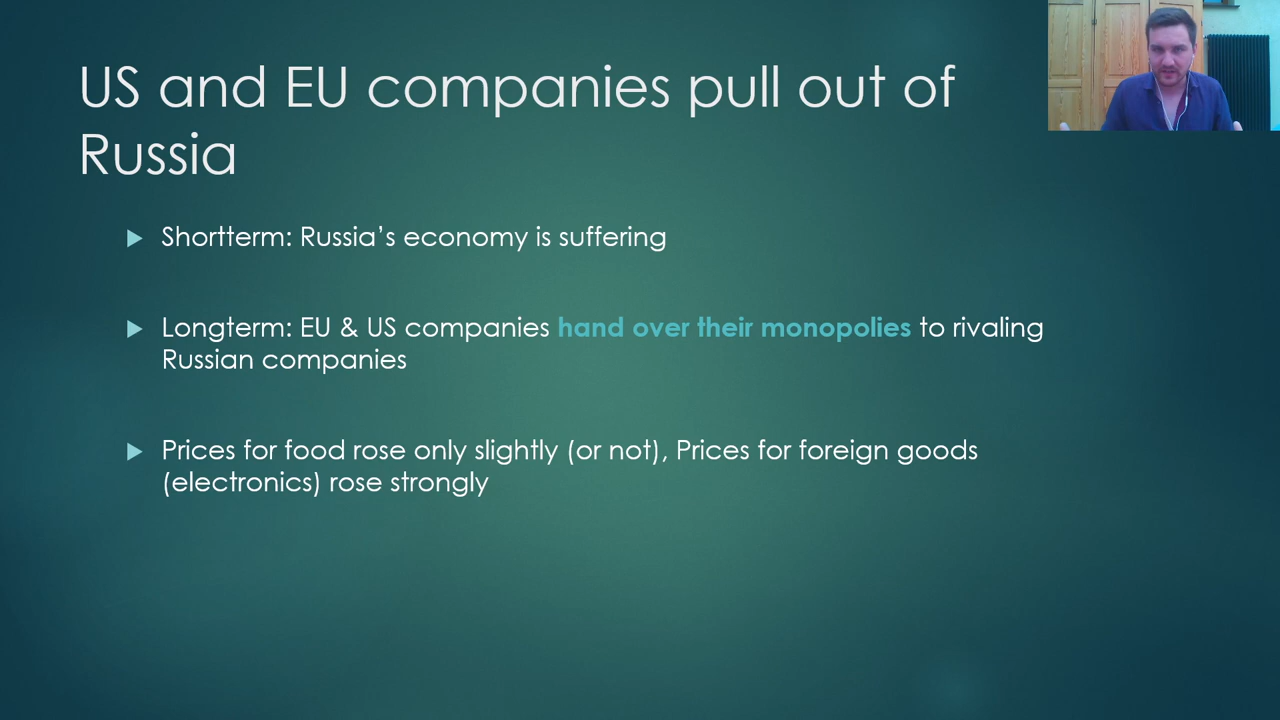 US and EU companies pull out of
Russia
Shortterm: Russia’s economy is suffering
Longterm: EU & US companies hand over their monopolies to rivaling
Russian companies
Prices for food rose only slightly (or not), Prices for foreign goods
(electronics) rose strongly